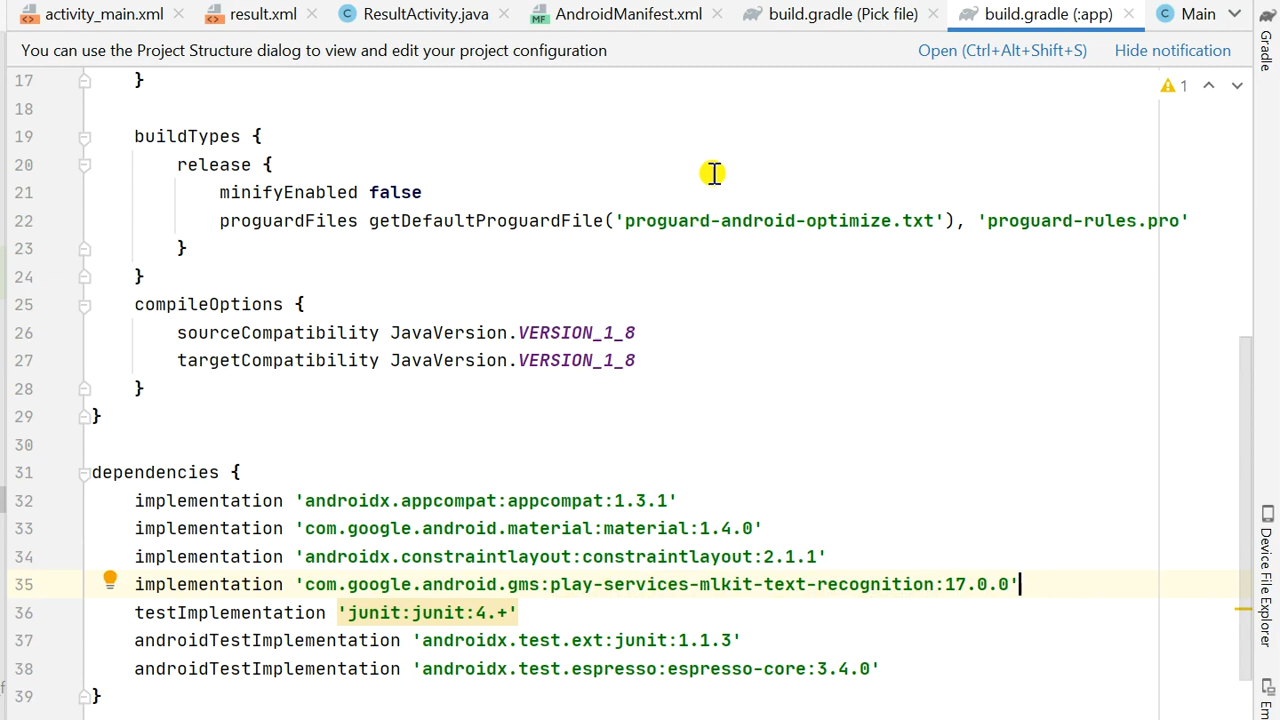 activity_main.xml result.xml ResultActivity.java AndroidManifest.xml build.gradle (Pick file) build.gradle (:app) Main
You can use the Project Structure dialog to view and edit your project configuration Open (Ctrl+Alt+Shift+S) Hide notification
17 }
1
18
19 buildTypes {
20 release {
21 minifyEnabled false
22 proguardFiles getDefaultProguardFile('proguard-android-optimize.txt'), 'proguard-rules.pro'
23 }
24 }
25 compileOptions {
26 sourceCompatibility JavaVersion.VERSION_1_8
27 targetCompatibility JavaVersion.VERSION_1_8
28 }
29 }
30
31 dependencies {
32 implementation 'androidx.appcompat:appcompat:1.3.1'
33 implementation 'com.google.android.material:material:1.4.0'
34 implementation 'androidx.constraintlayout:constraintlayout:2.1.1'
35 implementation 'com.google.android.gms:play-services-mlkit-text-recognition:17.0.0'
36 testImplementation 'junit:junit:4.+'
37 androidTestImplementation 'androidx.test.ext:junit:1.1.3'
38 androidTestImplementation 'androidx.test.espresso:espresso-core:3.4.0'
39 }
Gradle
Device File Explorer
Em